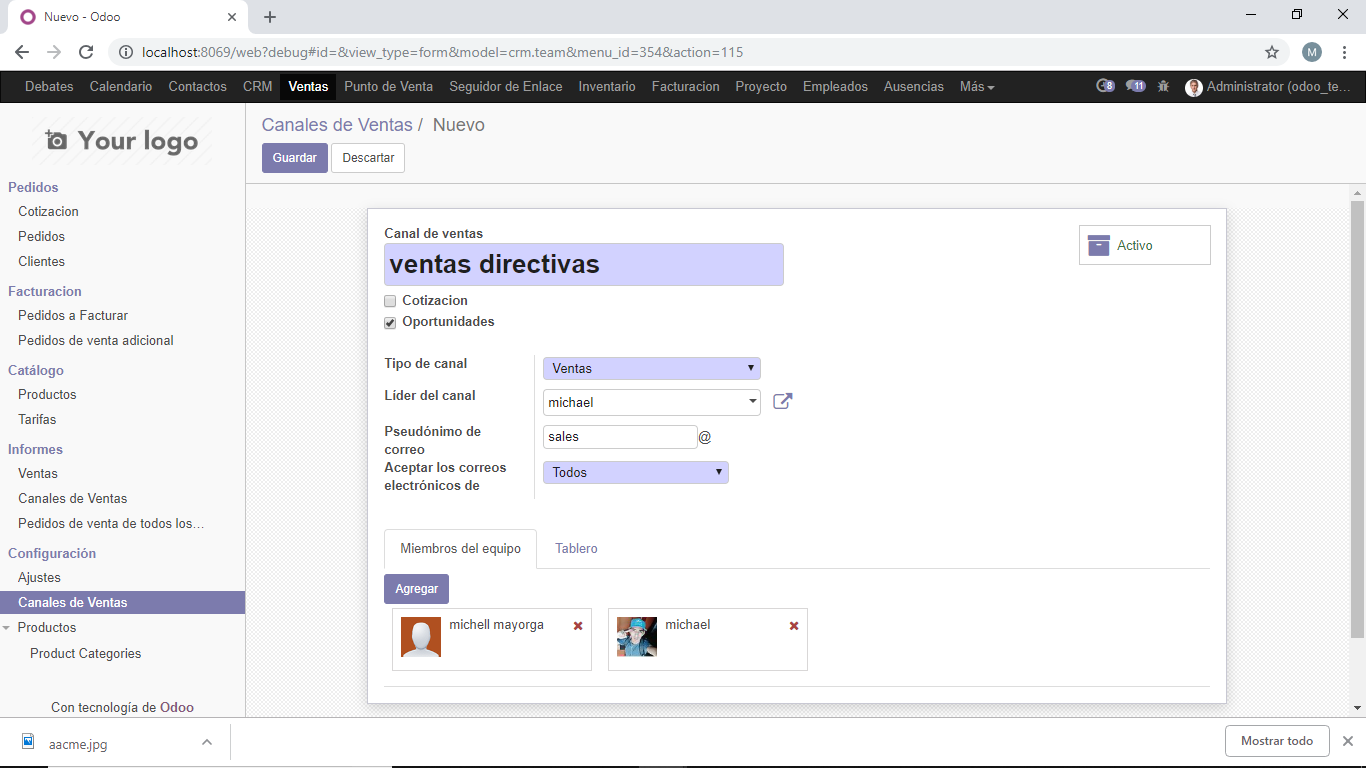 Nuevo - Odoo
localhost:8069/web?debug#id=&view_type=form&model=crm.team&menu_id=354&action=115
M
Debates Calendario Contactos CRM Ventas Punto de Venta Seguidor de Enlace Inventario Facturacion Proyecto Empleados Ausencias Más 8 11 Administrator (odoo_te...
Your logo
Canales de Ventas / Nuevo
Guardar Descartar
Pedidos
Cotizacion
Pedidos
Clientes
Facturacion
Pedidos a Facturar
Pedidos de venta adicional
Catálogo
Productos
Tarifas
Informes
Ventas
Canales de Ventas
Pedidos de venta de todos los...
Configuración
Ajustes
Canales de Ventas
Productos
Product Categories
Con tecnología de Odoo
Canal de ventas
ventas directivas
Activo
Cotizacion
Oportunidades
Tipo de canal Ventas
Líder del canal michael
Pseudónimo de
correo
sales @
Aceptar los correos
electrónicos de
Todos
Miembros del equipo Tablero
Agregar
michell mayorga michael
aacme.jpg Mostrar todo